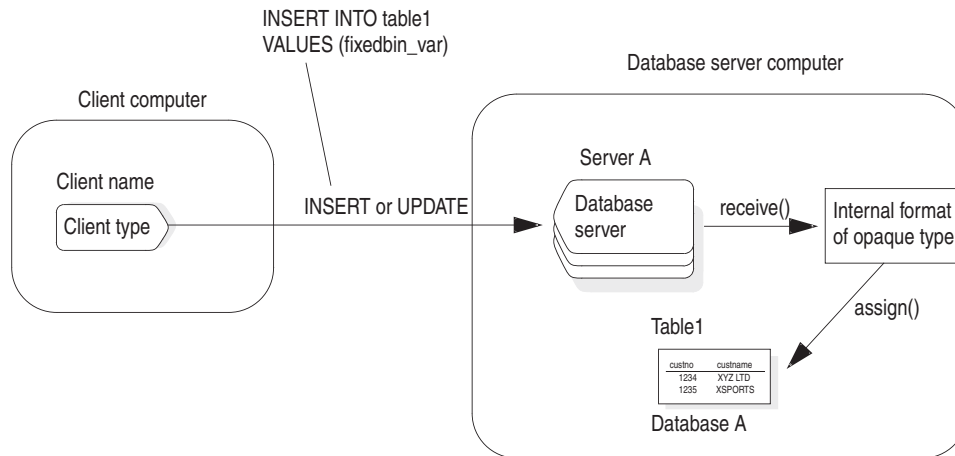 INSERT INTO table1
VALUES (fixedbin_var)
Database server computer
Client computer
Server A
Client name
Client type
INSERT or UPDATE
Database
server
receive()
Internal format
of opaque type
assign()
Table1
custno custname
1234 XYZ LTD
1235 XSPORTS
Database A